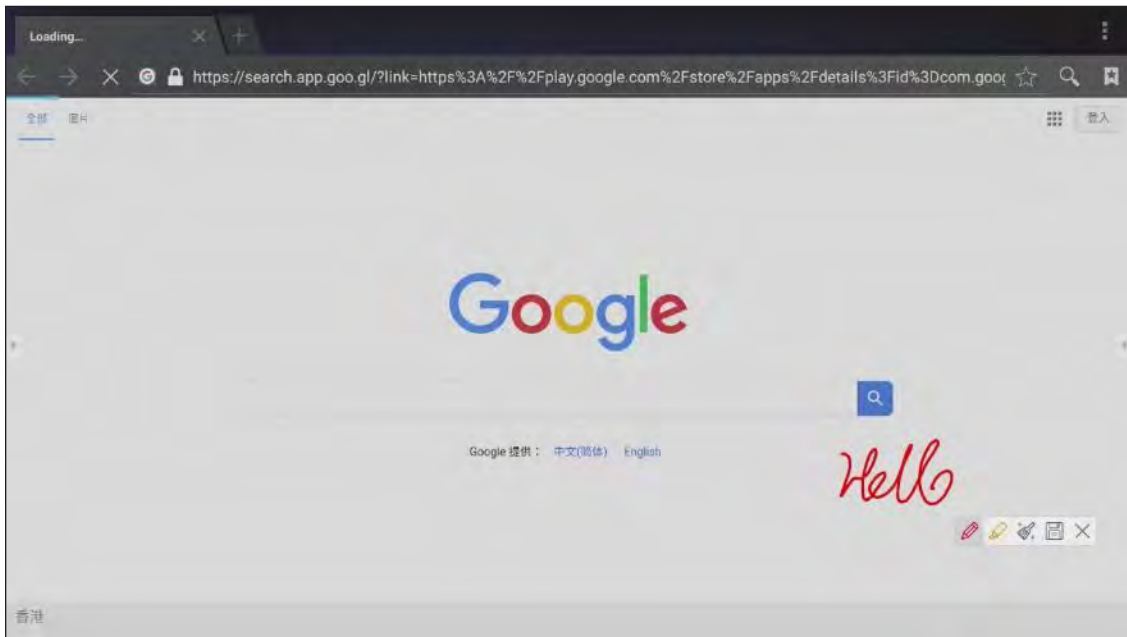 Loading...
https://search.app.goo.gl/?link=https%3A%2F%2Fplay.google.com%2Fstore%2Fapps%2Fdetails%3Fid%3Dcom.goog
全部 圖片 登入
Google
Google 提供： 中文(简体) English
Hello
香港